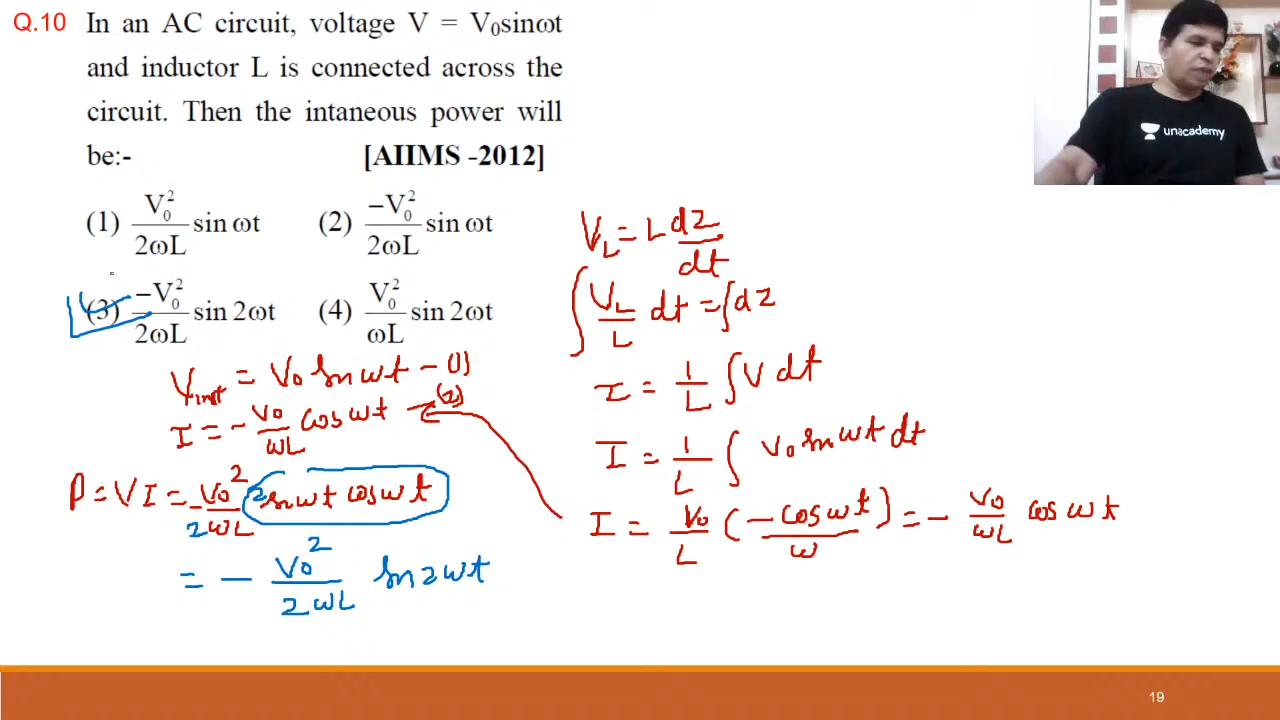 Q.10 In an AC circuit, voltage V = V₀sinωt
and inductor L is connected across the
circuit. Then the intaneous power will
be:- [AIIMS -2012]
(1) V₀²/2ωL sin ωt (2) -V₀²/2ωL sin ωt
(3) -V₀²/2ωL sin 2ωt (4) V₀²/ωL sin 2ωt
V_inst = V₀ sin ωt - (1)
I = - V₀/ωL cos ωt - (2)
P = VI = - V₀²/2ωL 2 sin ωt cos ωt
= - V₀²/2ωL sin 2ωt
V_L = L dI/dt
∫ V_L/L dt = ∫ dI
I = 1/L ∫ V dt
I = 1/L ∫ V₀ sin ωt dt
I = V₀/L (- cos ωt/ω) = - V₀/ωL cos ωt
unacademy
19